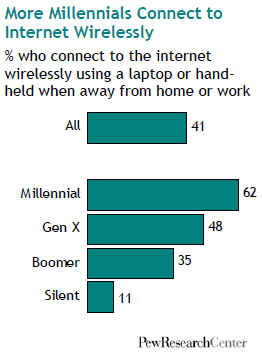 More Millennials Connect to
Internet Wirelessly
% who connect to the internet
wirelessly using a laptop or hand-
held when away from home or work
All 41
Millennial 62
Gen X 48
Boomer 35
Silent 11
PewResearchCenter